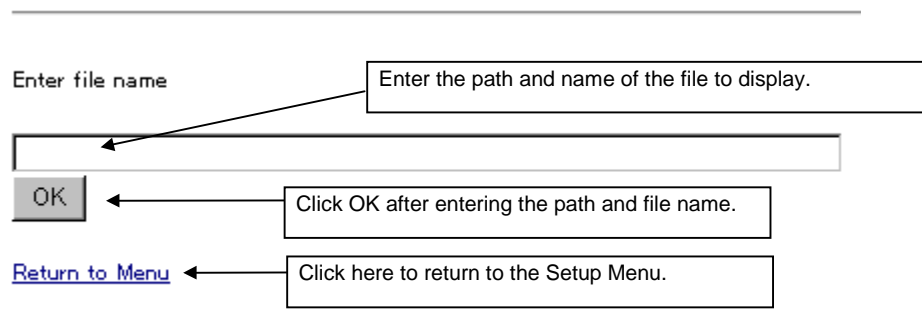 Enter file name
Enter the path and name of the file to display.
OK
Click OK after entering the path and file name.
Return to Menu
Click here to return to the Setup Menu.